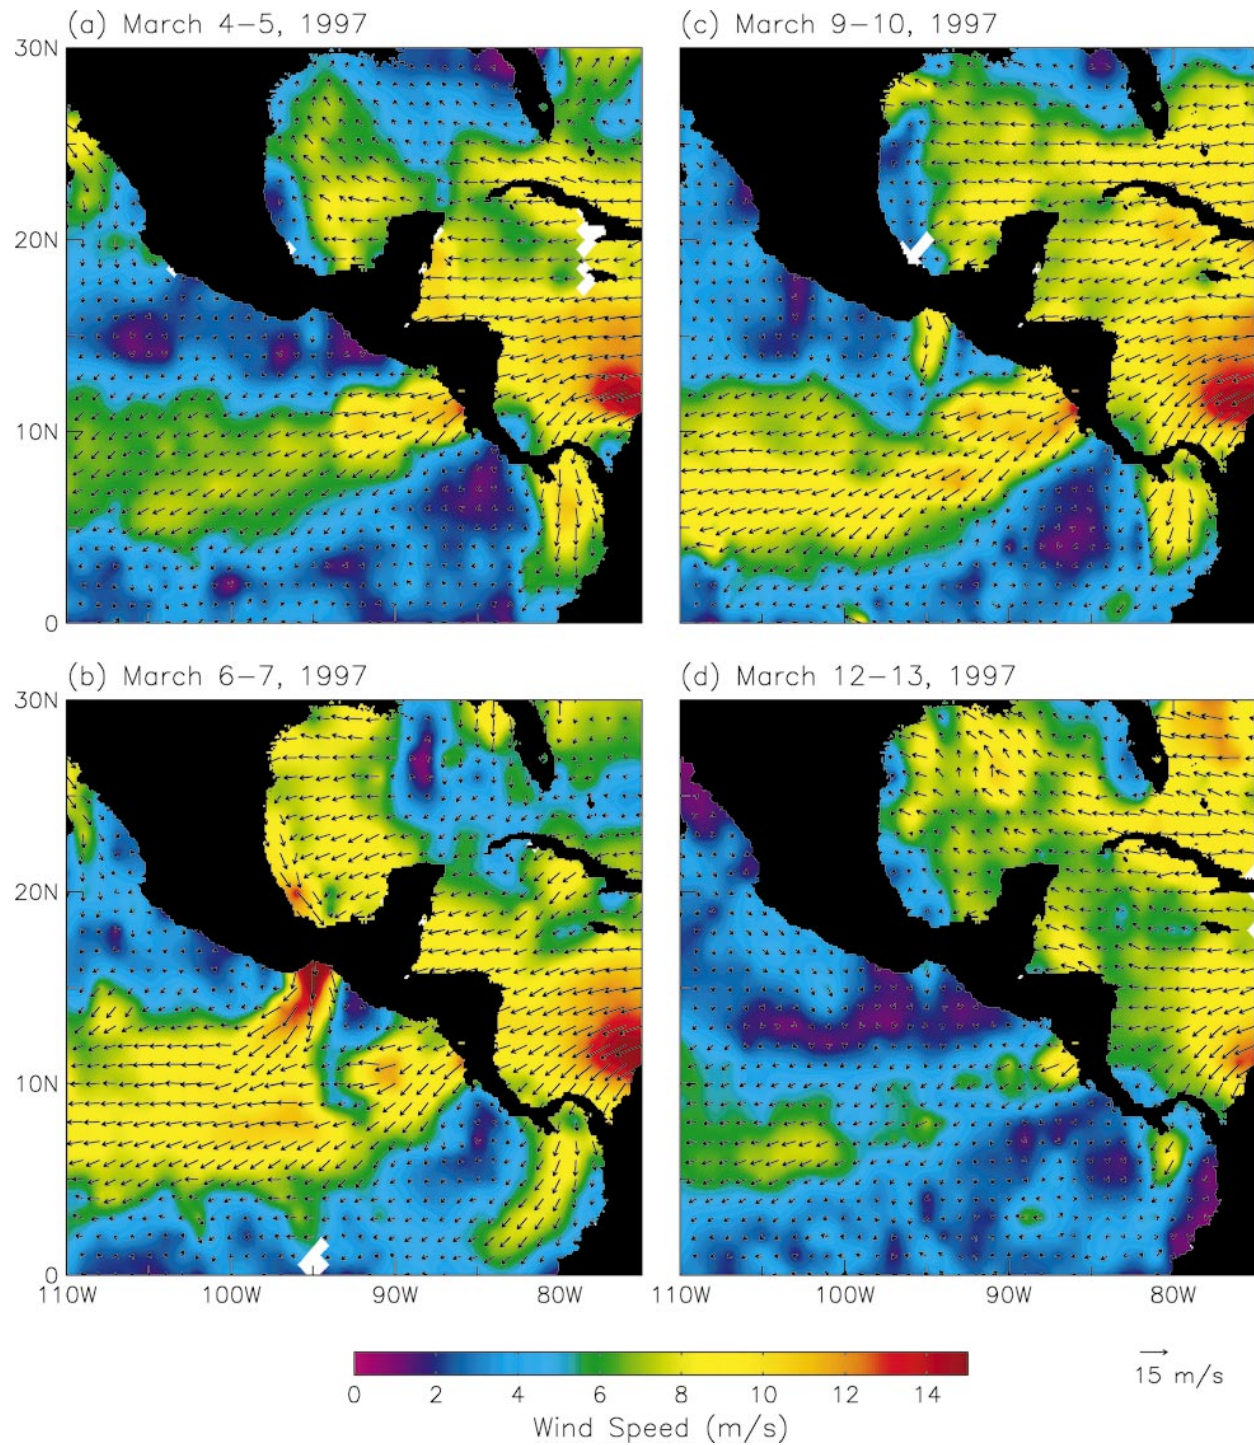 (a) March 4–5, 1997
(c) March 9–10, 1997
30N
20N
10N
0
(b) March 6–7, 1997
(d) March 12–13, 1997
30N
20N
10N
0
110W 100W 90W 80W 110W 100W 90W 80W
0 2 4 6 8 10 12 14
15 m/s
Wind Speed (m/s)